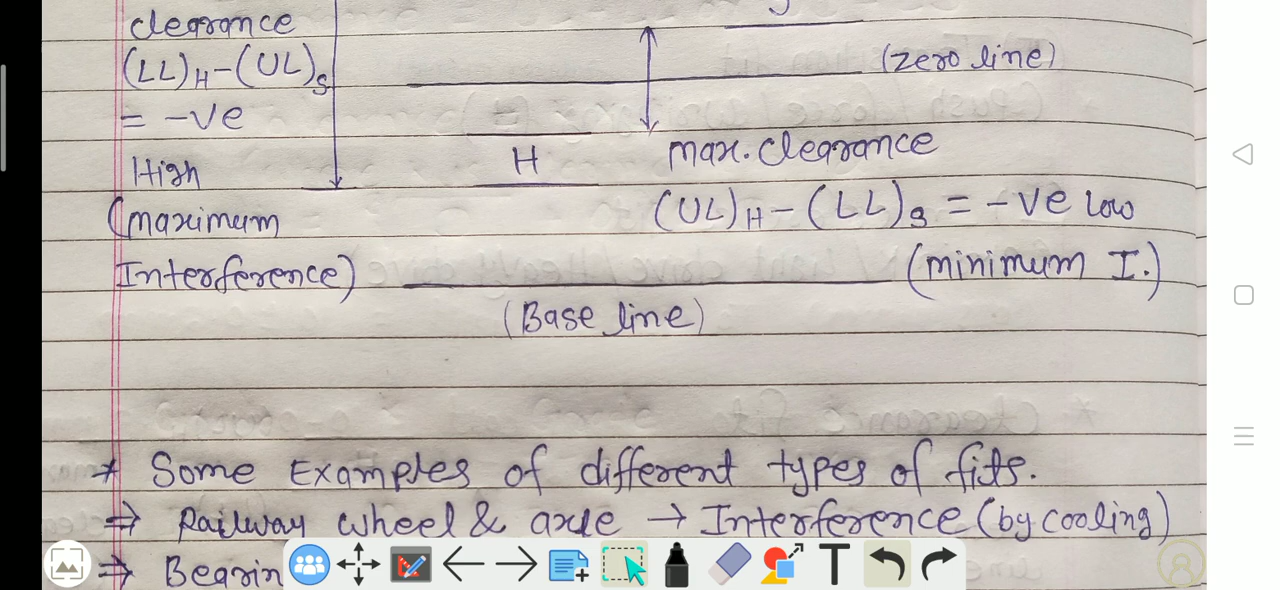 clearance
(LL)H-(UL)s
= -ve
High
(maximum
Interference)
(zero line)
H
max. clearance
(UL)H-(LL)s = -ve low
(minimum I.)
(Base line)
* Some Examples of different types of fits.
⇒ Railway wheel & axle → Interference (by cooling)
⇒
T